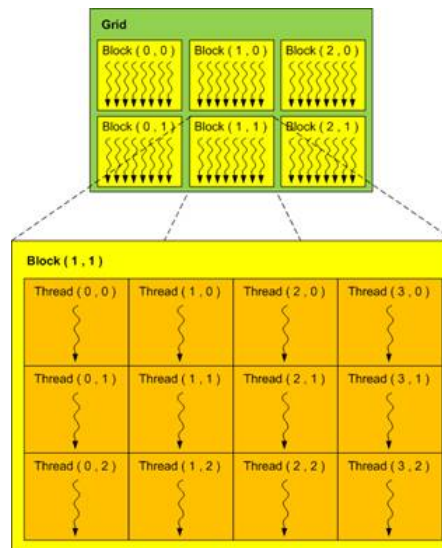 Grid
Block ( 0 , 0 ) Block ( 1 , 0 ) Block ( 2 , 0 )
Block ( 0 , 1 ) Block ( 1 , 1 ) Block ( 2 , 1 )
Block ( 1 , 1 )
Thread ( 0 , 0 ) Thread ( 1 , 0 ) Thread ( 2 , 0 ) Thread ( 3 , 0 )
Thread ( 0 , 1 ) Thread ( 1 , 1 ) Thread ( 2 , 1 ) Thread ( 3 , 1 )
Thread ( 0 , 2 ) Thread ( 1 , 2 ) Thread ( 2 , 2 ) Thread ( 3 , 2 )